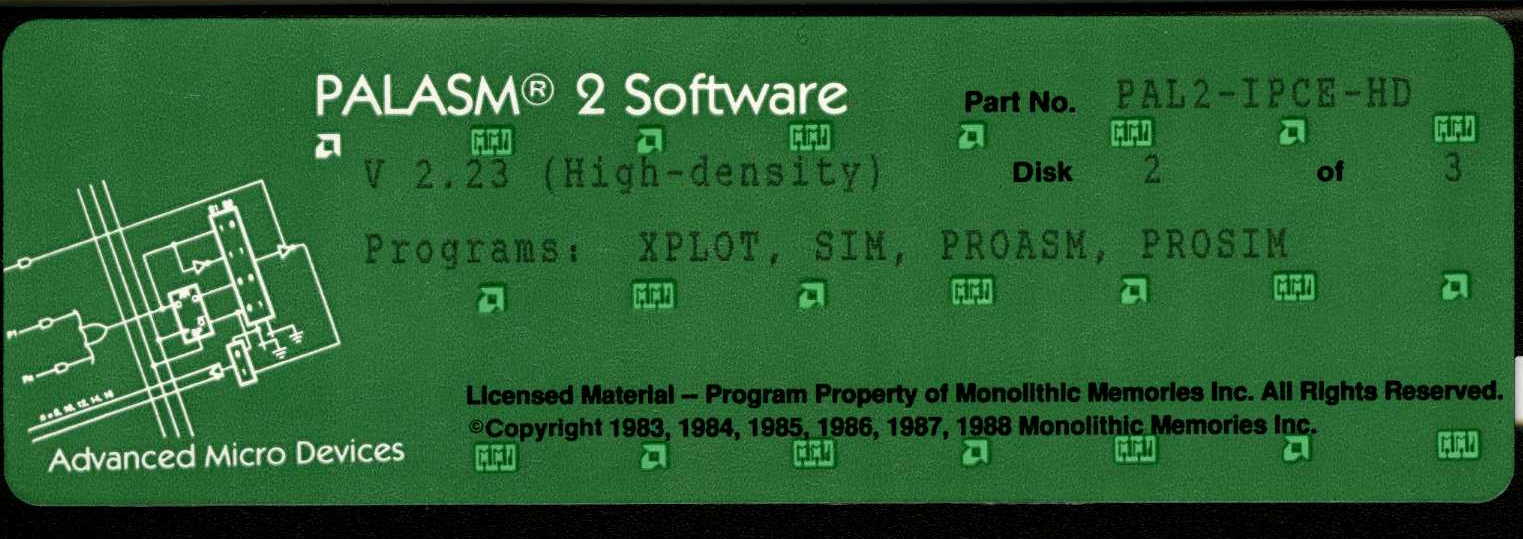 PALASM® 2 Software
Part No. PAL2-IPCE-HD
V 2.23 (High-density)
Disk 2 of 3
Programs: XPLOT, SIM, PROASM, PROSIM
Licensed Material – Program Property of Monolithic Memories Inc. All Rights Reserved.
©Copyright 1983, 1984, 1985, 1986, 1987, 1988 Monolithic Memories Inc.
Advanced Micro Devices